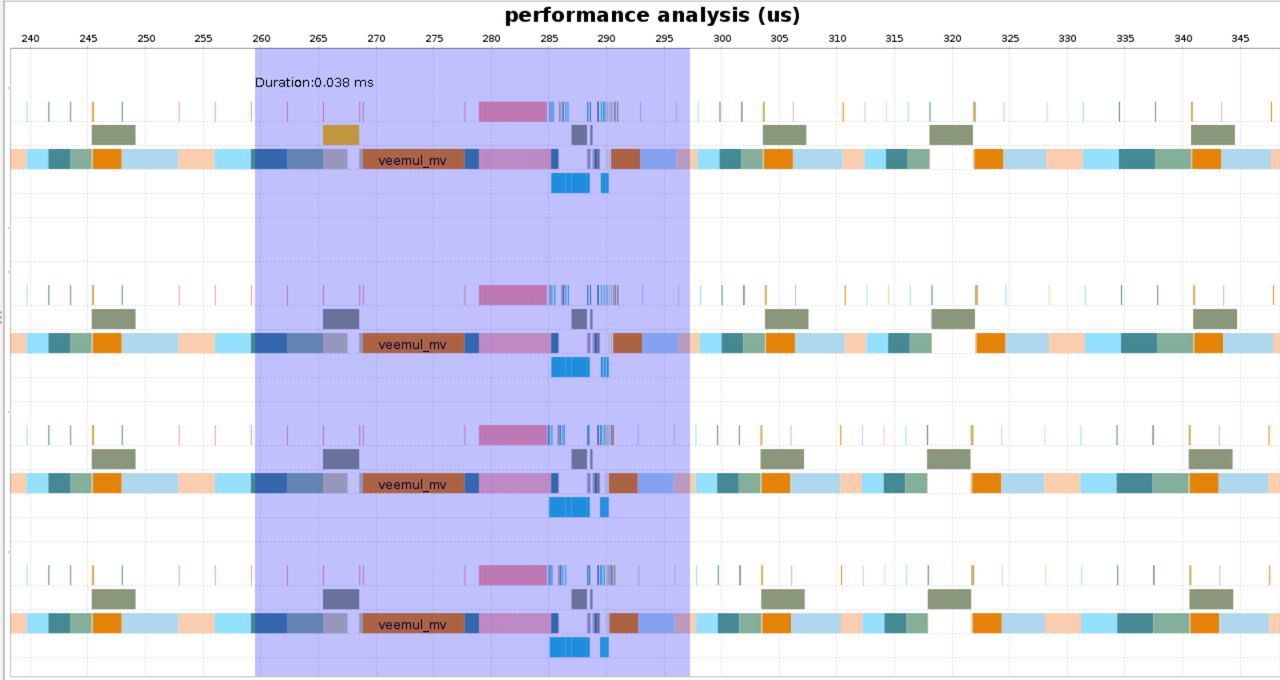 performance analysis (us)
240 245 250 255 260 265 270 275 280 285 290 295 300 305 310 315 320 325 330 335 340 345
Duration:0.038 ms
veemul_mv
veemul_mv
veemul_mv
veemul_mv